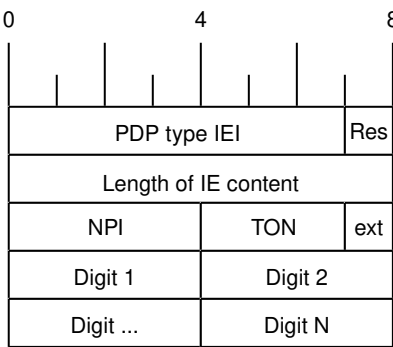 0 4 8
PDP type IEI Res
Length of IE content
NPI TON ext
Digit 1 Digit 2
Digit ... Digit N